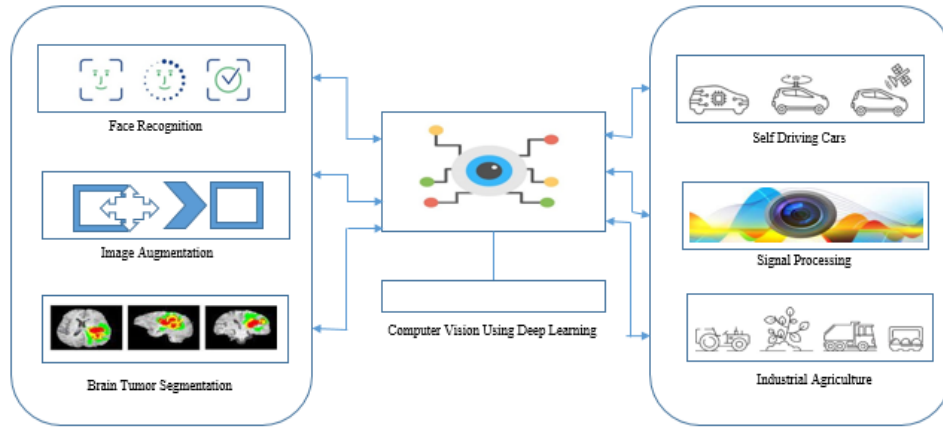 Face Recognition
Image Augmentation
Brain Tumor Segmentation
Computer Vision Using Deep Learning
Self Driving Cars
Signal Processing
Industrial Agriculture